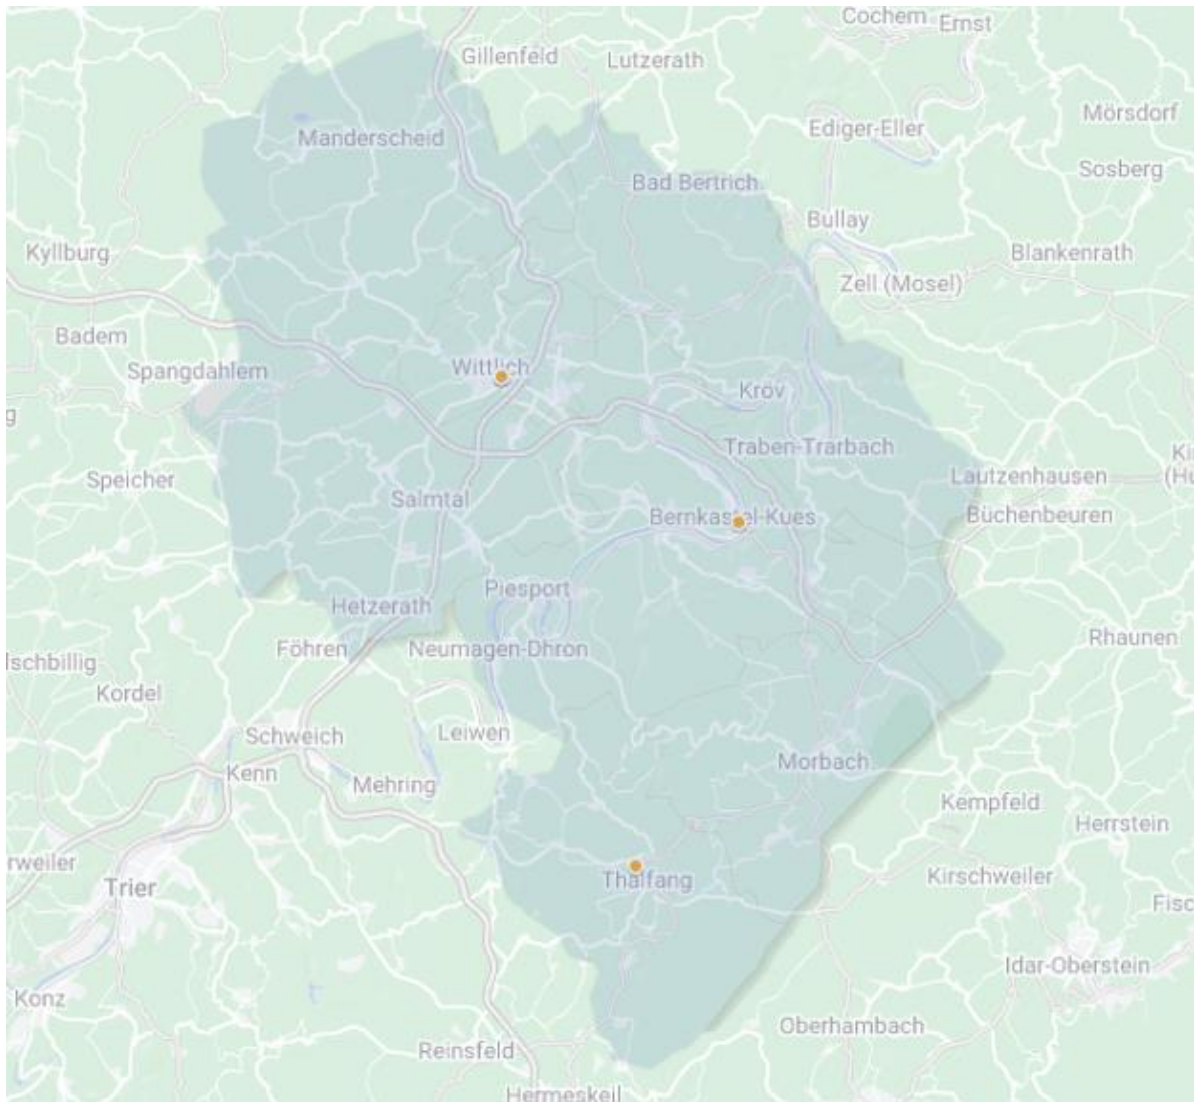 Cochem
Ernst
Gillenfeld
Lutzerath
Mörsdorf
Ediger-Eller
Manderscheid
Sosberg
Bad Bertrich
Bullay
Kyllburg
Blankenrath
Zell (Mosel)
Badem
Spangdahlem
Wittlich
Kröv
Traben-Trarbach
Speicher
Lautzenhausen
Salmtal
Bernkastel-Kues
Büchenbeuren
Piesport
Hetzerath
Föhren
Neumagen-Dhron
Rhaunen
Kordel
Schweich
Leiwen
Morbach
Kenn
Mehring
Kempfeld
Herrstein
Trier
Thalfang
Kirschweiler
Idar-Oberstein
Konz
Oberhambach
Reinsfeld
Hermeskeil